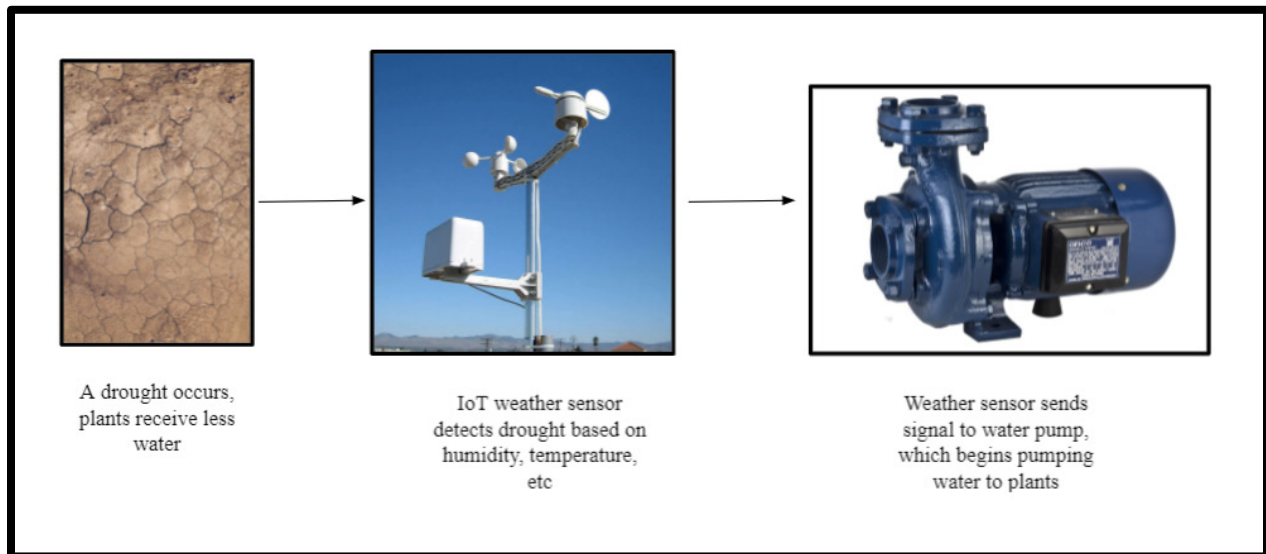 A drought occurs,
plants receive less
water
IoT weather sensor
detects drought based on
humidity, temperature,
etc
Weather sensor sends
signal to water pump,
which begins pumping
water to plants